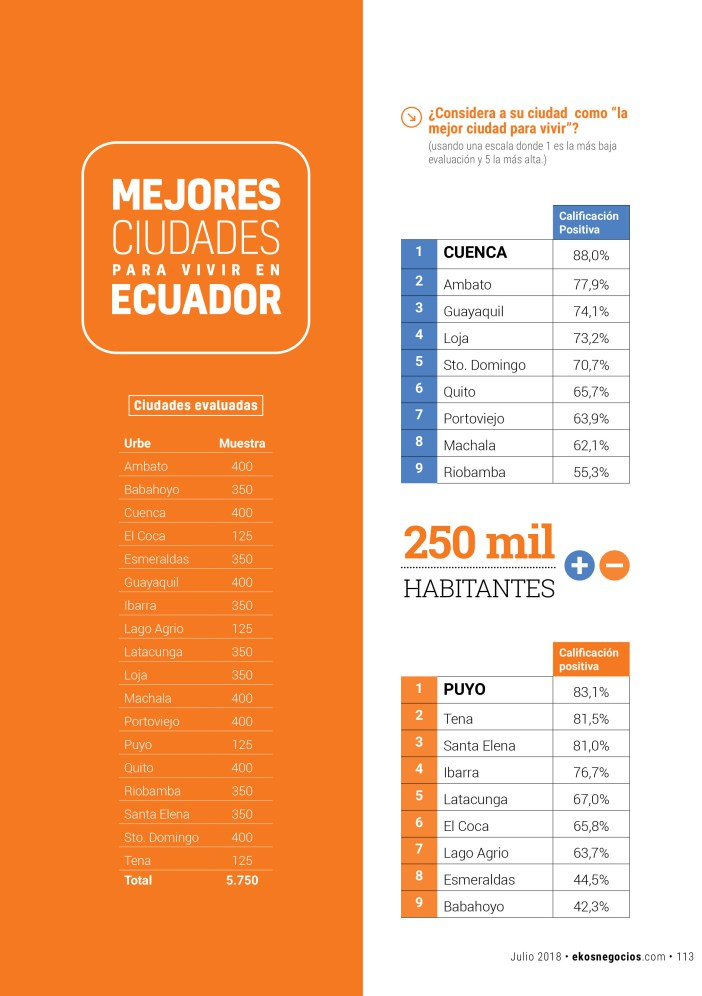 MEJORES
CIUDADES
PARA VIVIR EN
ECUADOR
Ciudades evaluadas
Urbe Muestra
Ambato 400
Babahoyo 350
Cuenca 400
El Coca 125
Esmeraldas 350
Guayaquil 400
Ibarra 350
Lago Agrio 125
Latacunga 350
Loja 350
Machala 400
Portoviejo 400
Puyo 125
Quito 400
Riobamba 350
Santa Elena 350
Sto. Domingo 400
Tena 125
Total 5.750
¿Considera a su ciudad como "la
mejor ciudad para vivir"?
(usando una escala donde 1 es la más baja
evaluación y 5 la más alta.)
Calificación
Positiva
1 CUENCA 88,0%
2 Ambato 77,9%
3 Guayaquil 74,1%
4 Loja 73,2%
5 Sto. Domingo 70,7%
6 Quito 65,7%
7 Portoviejo 63,9%
8 Machala 62,1%
9 Riobamba 55,3%
250 mil
HABITANTES
+ −
Calificación
positiva
1 PUYO 83,1%
2 Tena 81,5%
3 Santa Elena 81,0%
4 Ibarra 76,7%
5 Latacunga 67,0%
6 El Coca 65,8%
7 Lago Agrio 63,7%
8 Esmeraldas 44,5%
9 Babahoyo 42,3%
Julio 2018 • ekosnegocios.com • 113